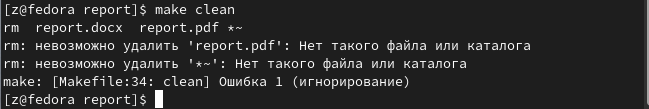 [z@fedora report]$ make clean
rm  report.docx  report.pdf *~
rm: невозможно удалить 'report.pdf': Нет такого файла или каталога
rm: невозможно удалить '*~': Нет такого файла или каталога
make: [Makefile:34: clean] Ошибка 1 (игнорирование)
[z@fedora report]$